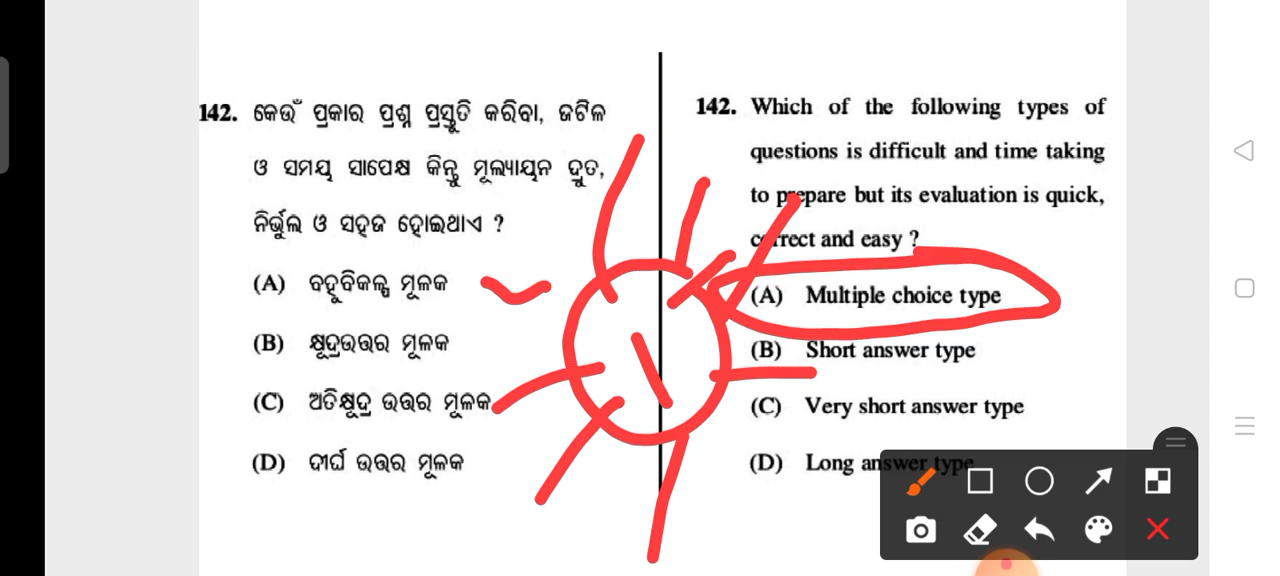 142. କେଉଁ ପ୍ରକାର ପ୍ରଶ୍ନ ପ୍ରସ୍ତୁତି କରିବା, ଜଟିଳ
ଓ ସମୟ ସାପେକ୍ଷ କିନ୍ତୁ ମୂଲ୍ୟାୟନ ଦ୍ରୁତ,
ନିର୍ଭୁଲ ଓ ସହଜ ହୋଇଥାଏ ?
(A) ବହୁବିକଳ୍ପ ମୂଳକ
(B) କ୍ଷୁଦ୍ରଉତ୍ତର ମୂଳକ
(C) ଅତିକ୍ଷୁଦ୍ର ଉତ୍ତର ମୂଳକ
(D) ଦୀର୍ଘ ଉତ୍ତର ମୂଳକ
142. Which of the following types of
questions is difficult and time taking
to prepare but its evaluation is quick,
correct and easy ?
(A) Multiple choice type
(B) Short answer type
(C) Very short answer type
(D) Long answer type